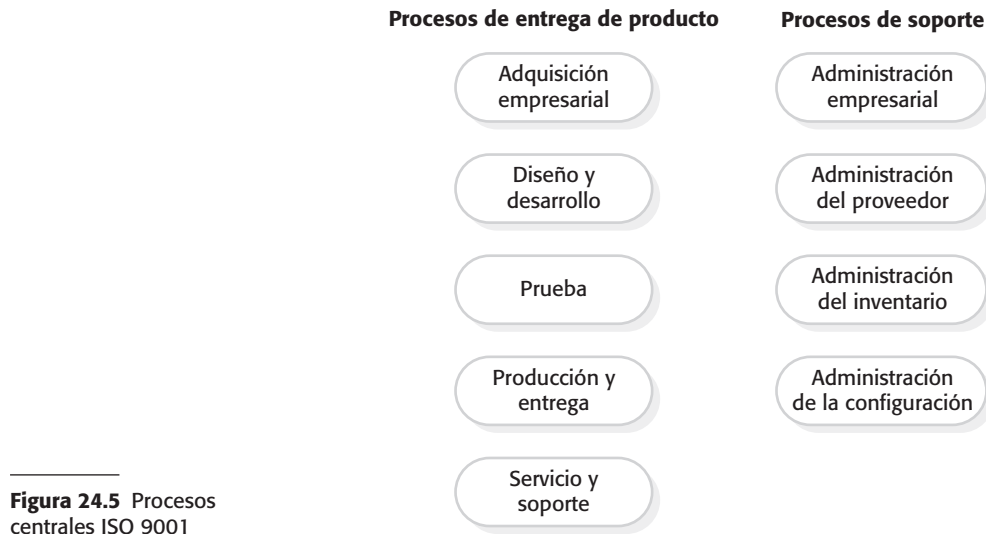 Procesos de entrega de producto
Adquisición
empresarial
Diseño y
desarrollo
Prueba
Producción y
entrega
Servicio y
soporte
Procesos de soporte
Administración
empresarial
Administración
del proveedor
Administración
del inventario
Administración
de la configuración
Figura 24.5 Procesos
centrales ISO 9001